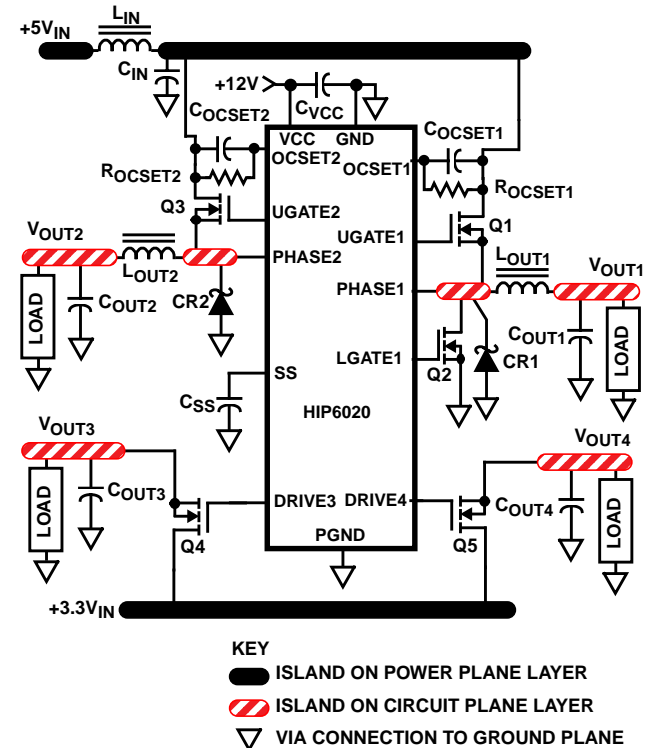 LIN
+5VIN
CIN
+12V
CVCC
COCSET2
VCC GND
COCSET1
OCSET2
OCSET1
ROCSET2
ROCSET1
Q3
Q1
UGATE2
UGATE1
VOUT2
LOUT1
VOUT1
LOUT2
PHASE2
PHASE1
COUT2
CR2
COUT1
LOAD
LOAD
LGATE1
Q2
CR1
SS
CSS
HIP6020
VOUT3
VOUT4
COUT3
DRIVE3 DRIVE4
COUT4
LOAD
LOAD
Q4
PGND
Q5
+3.3VIN
KEY
ISLAND ON POWER PLANE LAYER
ISLAND ON CIRCUIT PLANE LAYER
VIA CONNECTION TO GROUND PLANE